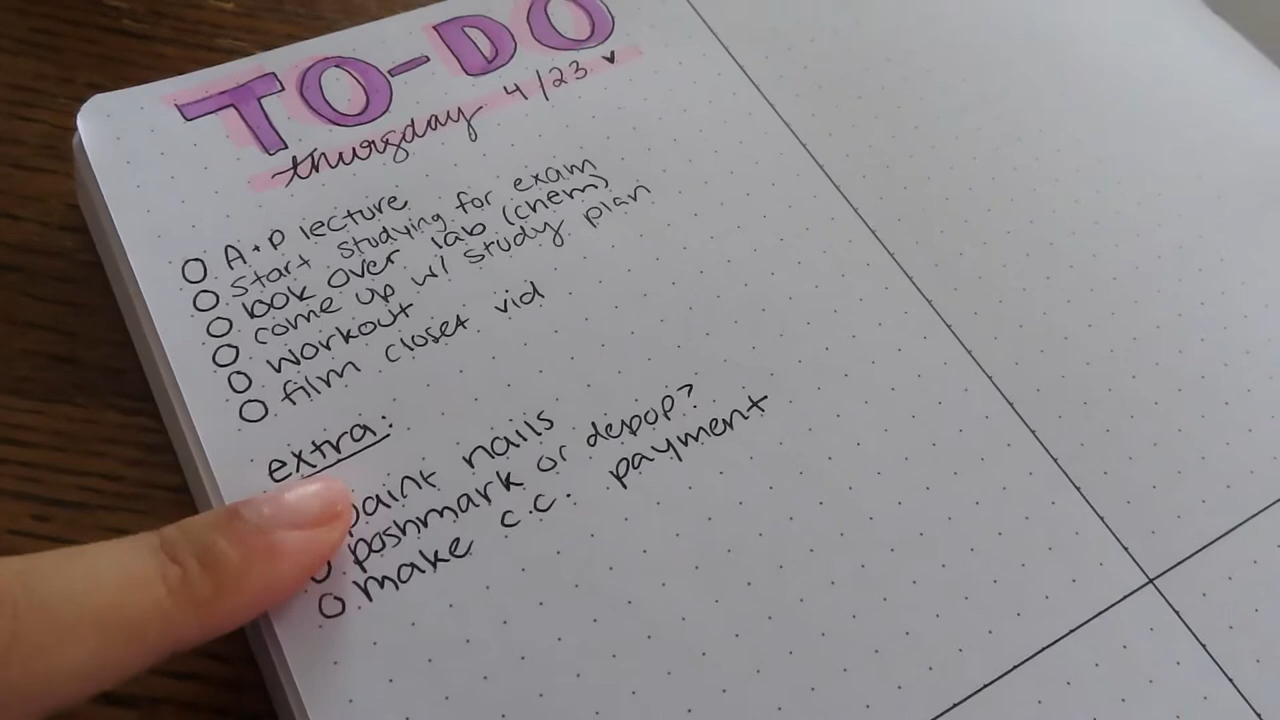 TO-DO
thursday 4/23
A+P lecture
start studying for exam
look over lab (chem)
come up w/ study plan
workout
film closet vid
extra:
paint nails
poshmark or depop?
make c.c. payment